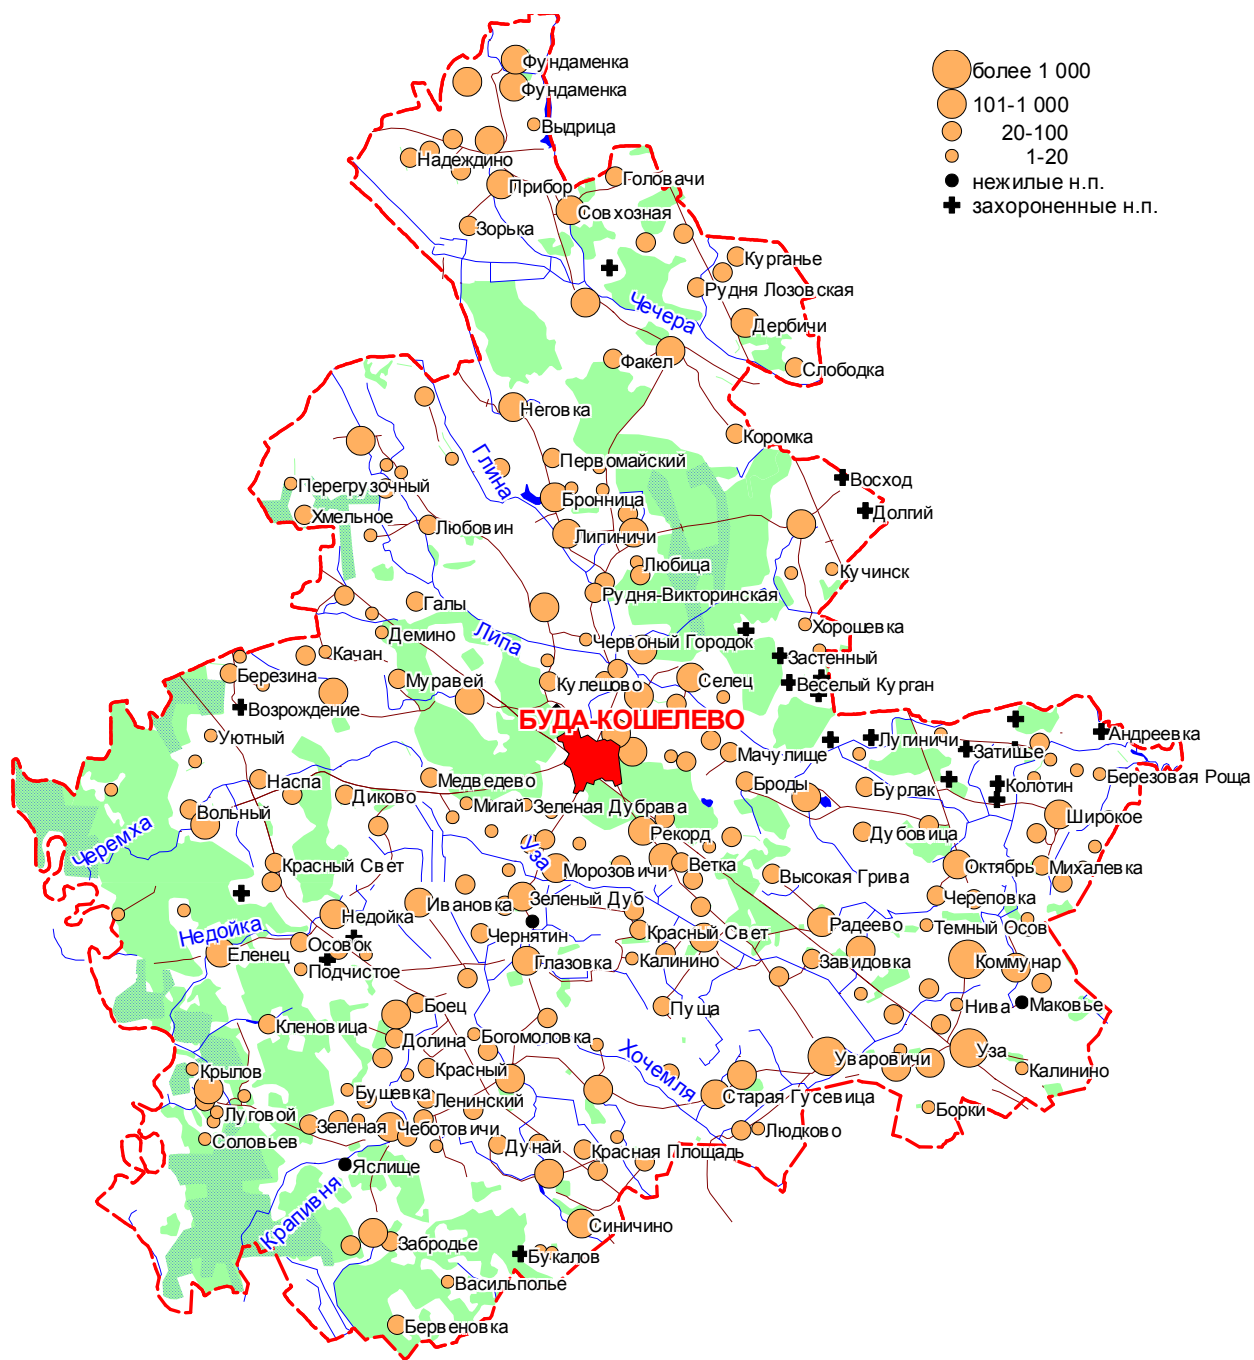 Фундаменка
более 1 000
Фундаменка
101-1 000
Выдрица
20-100
Надеждино
1-20
Прибор
Головачи
нежилые н.п.
Совхозная
захороненные н.п.
Зорька
Курганье
Рудня Лозовская
Чечера
Дербичи
Факел
Слободка
Неговка
Коромка
Глина
Первомайский
Перегрузочный
Восход
Бронница
Хмельное
Долгий
Любовин
Липиничи
Любица
Кучинск
Рудня-Викторинская
Галы
Липа
Демино
Червоный Городок
Хорошевка
Качан
Застенный
Березина
Муравей
Кулешово
Селец
Веселый Курган
Возрождение
БУДА-КОШЕЛЕВО
Уютный
Мачулище
Лугиничи
Андреевка
Затишье
Наспа
Медведево
Березовая Роща
Диково
Броды
Бурлак
Колотин
Вольный
Мигай
Зеленая Дубрава
Широкое
Черемха
Уза
Рекорд
Дубовица
Красный Свет
Морозовичи
Ветка
Высокая Грива
Октябрь
Михалевка
Недойка
Недойка
Ивановка
Зеленый Дуб
Череповка
Осовок
Чернятин
Красный Свет
Радеево
Темный Осов
Еленец
Подчистое
Глазовка
Калинино
Завидовка
Коммунар
Боец
Пуща
Нива
Маковье
Кленовица
Долина
Богомоловка
Хочемля
Уваровичи
Уза
Крылов
Красный
Калинино
Бушевка
Ленинский
Старая Гусевица
Луговой
Зеленая
Чеботовичи
Борки
Соловьев
Дунай
Красная Площадь
Людково
Яслище
Крапивня
Синичино
Забродье
Букалов
Васильполье
Бервеновка